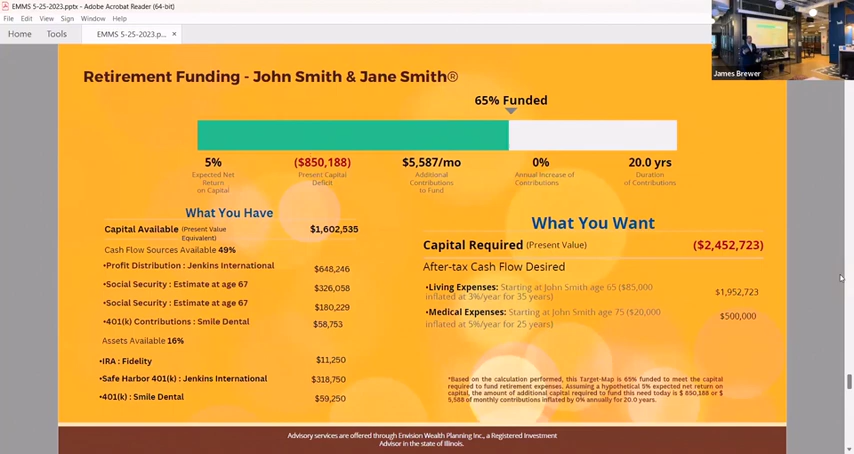 EMMS 5-25-2023.pptx - Adobe Acrobat Reader (64-bit)
File Edit View Sign Window Help
Home Tools EMMS 5-25-2023.p... ×
James Brewer
Retirement Funding - John Smith & Jane Smith®
65% Funded
5% ($850,188) $5,587/mo 0% 20.0 yrs
Expected Net Present Capital Additional Annual Increase of Duration
Return Deficit Contributions Contributions of Contributions
on Capital to Fund
What You Have
Capital Available (Present Value $1,602,535
Equivalent)
Cash Flow Sources Available 49%
•Profit Distribution : Jenkins International $648,246
•Social Security : Estimate at age 67 $326,058
•Social Security : Estimate at age 67 $180,229
•401(k) Contributions : Smile Dental $58,753
Assets Available 16%
•IRA : Fidelity $11,250
•Safe Harbor 401(k) : Jenkins International $318,750
•401(k) : Smile Dental $59,250
What You Want
Capital Required (Present Value) ($2,452,723)
After-tax Cash Flow Desired
•Living Expenses: Starting at John Smith age 65 ($85,000 $1,952,723
inflated at 3%/year for 35 years)
•Medical Expenses: Starting at John Smith age 75 ($20,000 $500,000
inflated at 5%/year for 25 years)
*Based on the calculation performed, this Target-Map is 65% funded to meet the capital
required to fund retirement expenses. Assuming a hypothetical 5% expected net return on
capital, the amount of additional capital required to fund this need today is $ 850,188 or $
5,588 of monthly contributions inflated by 0% annually for 20.0 years.
Advisory services are offered through Envision Wealth Planning Inc., a Registered Investment
Advisor in the state of Illinois.